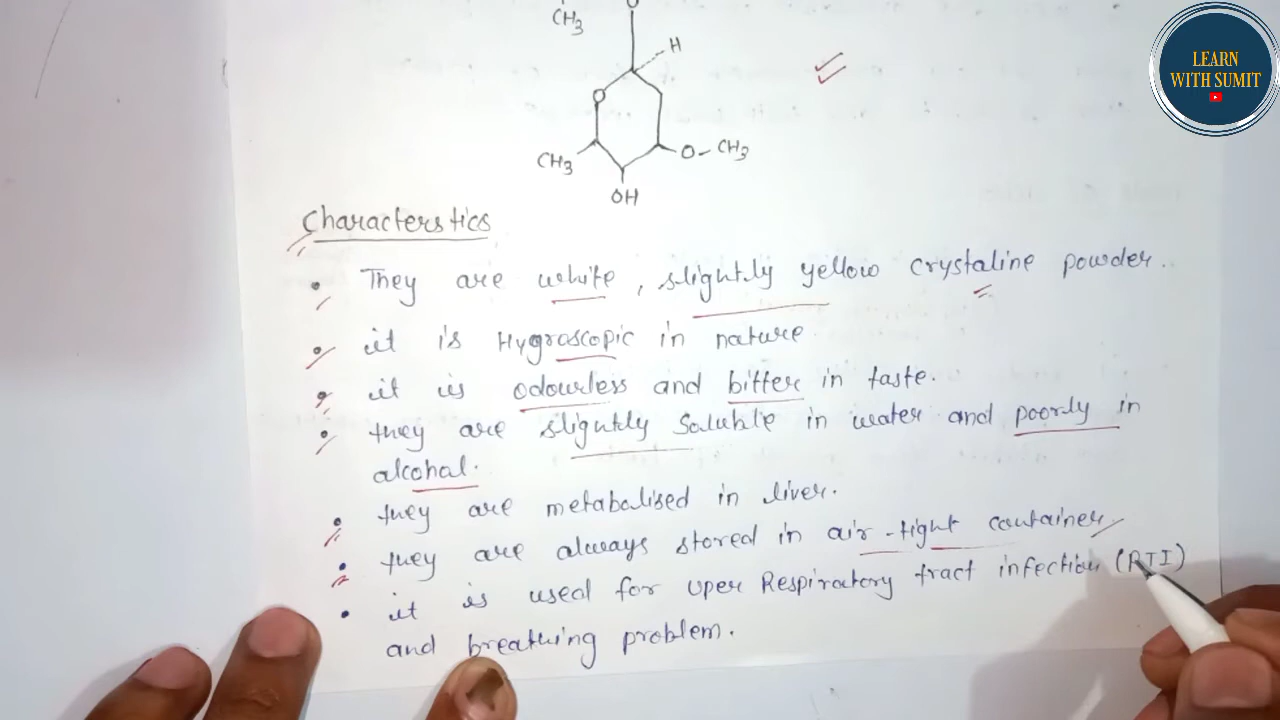 CH3
O
H
O
CH3
O-CH3
OH
Characterstics
They are white, slightly yellow crystaline powder.
it is Hygroscopic in nature
it is odourless and bitter in taste.
they are slightly Soluble in water and poorly in
alcohal.
they are metabalised in liver.
they are always stored in air-tight container
it is used for uper Respiratory tract infection (RTI)
and breathing problem.
LEARN
WITH SUMIT